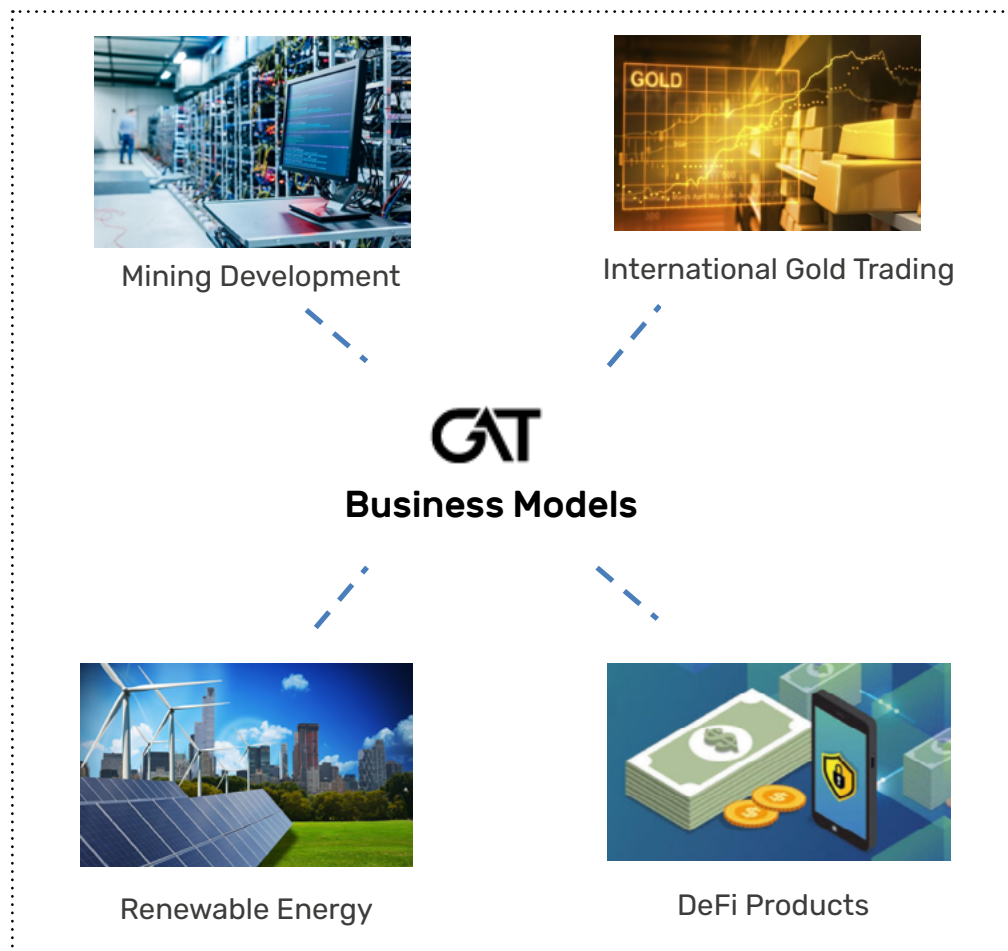 GOLD
Mining Development
International Gold Trading
GAT
Business Models
Renewable Energy
DeFi Products